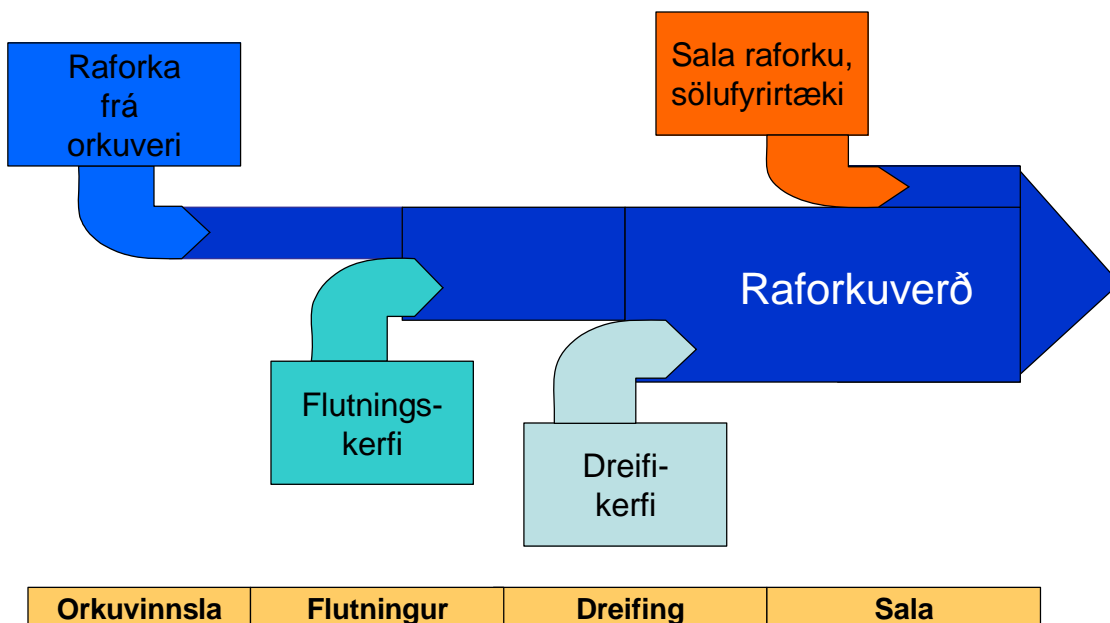 Raforka
frá
orkuveri
Sala raforku,
sölufyrirtæki
Raforkuverð
Flutnings-
kerfi
Dreifi-
kerfi
Orkuvinnsla
Flutningur
Dreifing
Sala